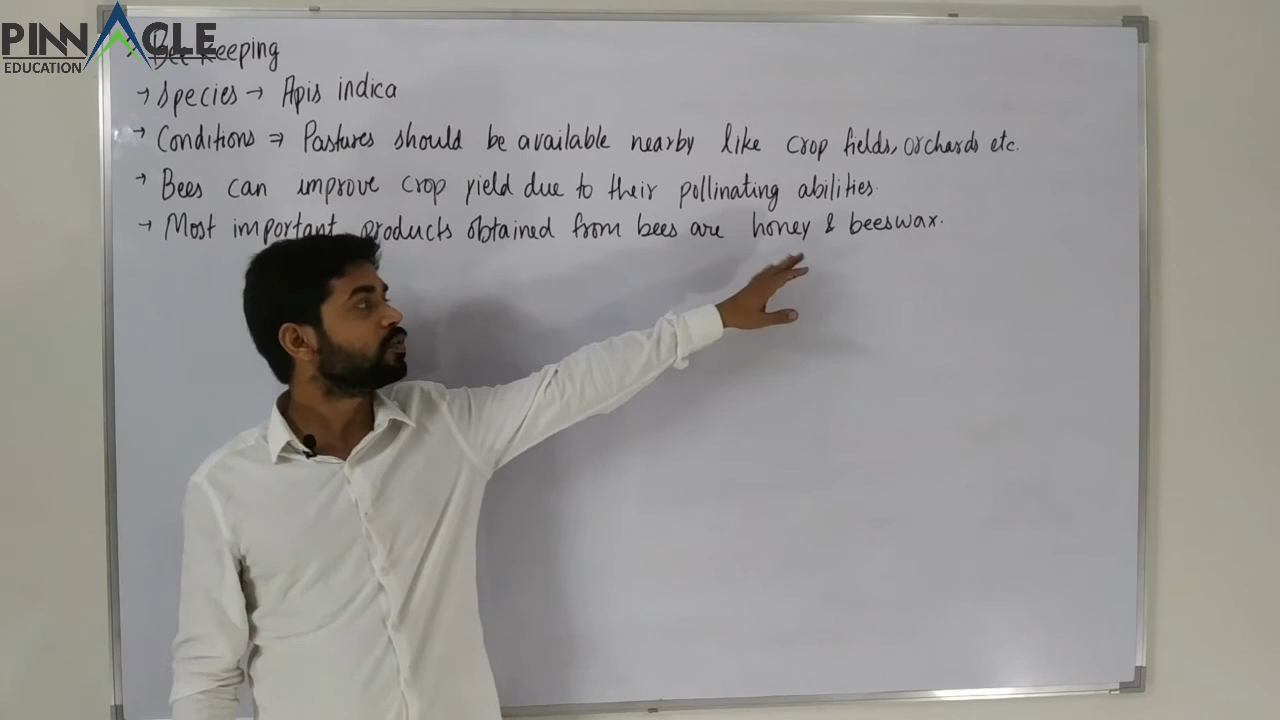 PINNACLE
EDUCATION
Bee Keeping
→ Species → Apis indica
→ Conditions ⇒ Pastures should be available nearby like crop fields, orchards etc.
→ Bees can improve crop yield due to their pollinating abilities.
→ Most important products obtained from bees are honey & beeswax.